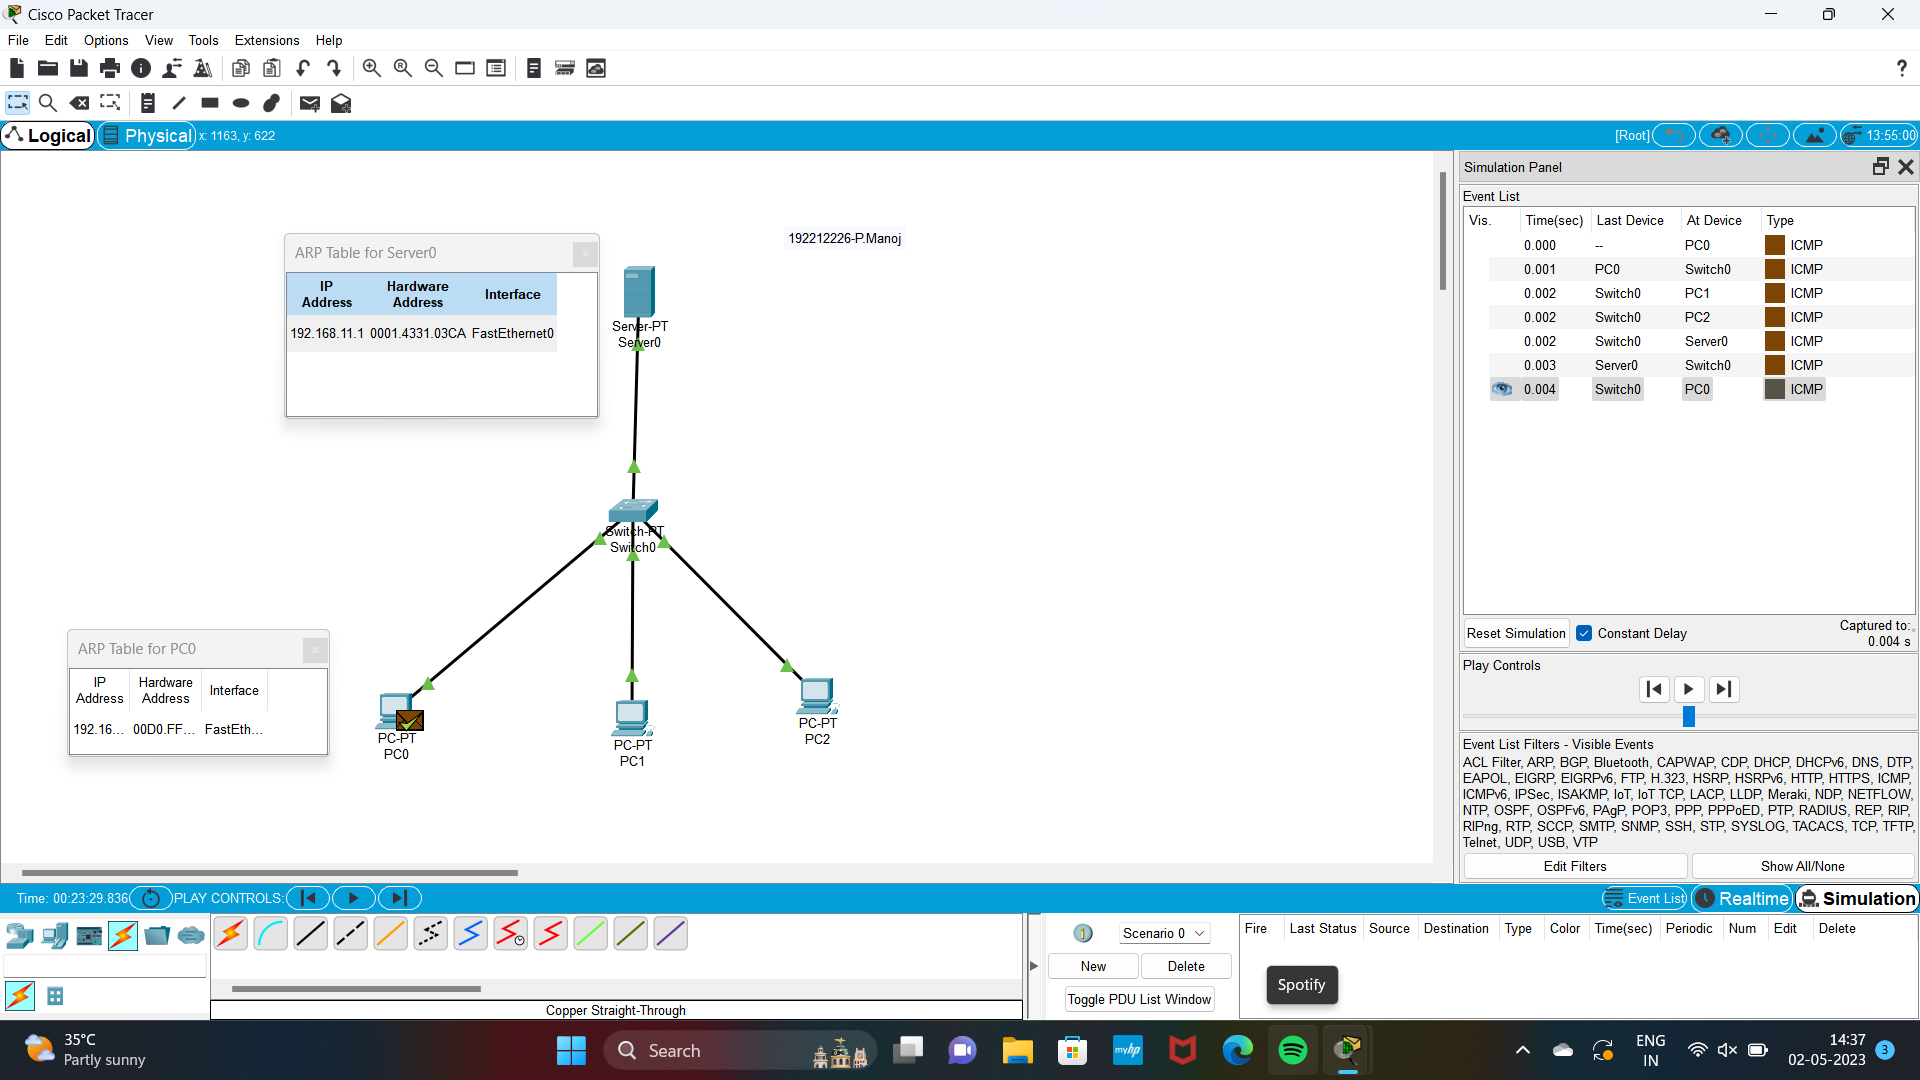 Cisco Packet Tracer
File Edit Options View Tools Extensions Help
?
Logical Physical x: 1163, y: 622 [Root] 13:55:00
192212226-P.Manoj
ARP Table for Server0
IP Address Hardware Address Interface
192.168.11.1 0001.4331.03CA FastEthernet0
Server-PT
Server0
Switch-PT
Switch0
ARP Table for PC0
IP Address Hardware Address Interface
192.16... 00D0.FF... FastEth...
PC-PT
PC0
PC-PT
PC1
PC-PT
PC2
Simulation Panel
Event List
Vis. Time(sec) Last Device At Device Type
0.000 -- PC0 ICMP
0.001 PC0 Switch0 ICMP
0.002 Switch0 PC1 ICMP
0.002 Switch0 PC2 ICMP
0.002 Switch0 Server0 ICMP
0.003 Server0 Switch0 ICMP
0.004 Switch0 PC0 ICMP
Reset Simulation Constant Delay Captured to:
0.004 s
Play Controls
Event List Filters - Visible Events
ACL Filter, ARP, BGP, Bluetooth, CAPWAP, CDP, DHCP, DHCPv6, DNS, DTP,
EAPOL, EIGRP, EIGRPv6, FTP, H.323, HSRP, HSRPv6, HTTP, HTTPS, ICMP,
ICMPv6, IPSec, ISAKMP, IoT, IoT TCP, LACP, LLDP, Meraki, NDP, NETFLOW,
NTP, OSPF, OSPFv6, PAgP, POP3, PPP, PPPoED, PTP, RADIUS, REP, RIP,
RIPng, RTP, SCCP, SMTP, SNMP, SSH, STP, SYSLOG, TACACS, TCP, TFTP,
Telnet, UDP, USB, VTP
Edit Filters Show All/None
Time: 00:23:29.836 PLAY CONTROLS: Event List Realtime Simulation
Scenario 0
New Delete
Toggle PDU List Window
Fire Last Status Source Destination Type Color Time(sec) Periodic Num Edit Delete
Spotify
Copper Straight-Through
35°C
Partly sunny
Search
myhp
ENG
IN
14:37
02-05-2023
3